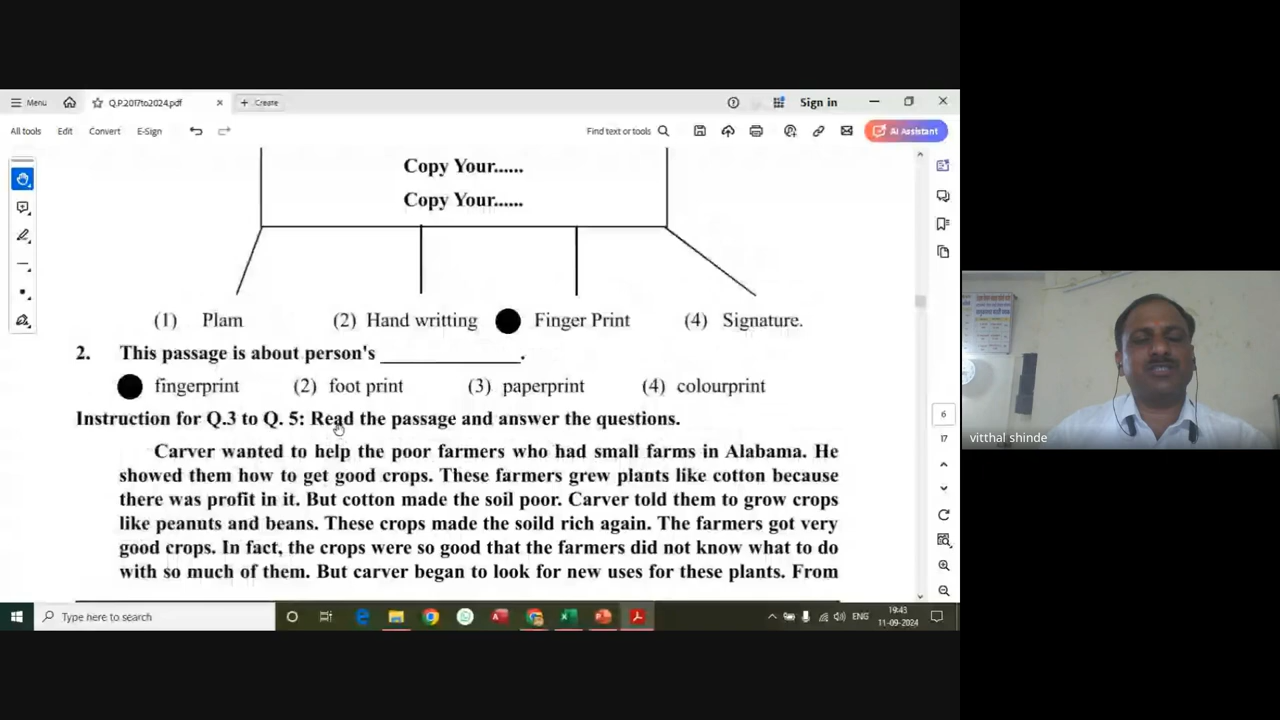 Menu
Q.P.2017to2024.pdf
Create
Sign in
All tools
Edit
Convert
E-Sign
Find text or tools
AI Assistant
Copy Your......
Copy Your......
(1) Plam (2) Hand writting Finger Print (4) Signature.
2. This passage is about person's ______________.
fingerprint (2) foot print (3) paperprint (4) colourprint
Instruction for Q.3 to Q. 5: Read the passage and answer the questions.
Carver wanted to help the poor farmers who had small farms in Alabama. He
showed them how to get good crops. These farmers grew plants like cotton because
there was profit in it. But cotton made the soil poor. Carver told them to grow crops
like peanuts and beans. These crops made the soild rich again. The farmers got very
good crops. In fact, the crops were so good that the farmers did not know what to do
with so much of them. But carver began to look for new uses for these plants. From
6
17
vitthal shinde
Type here to search
ENG
19:43
11-09-2024